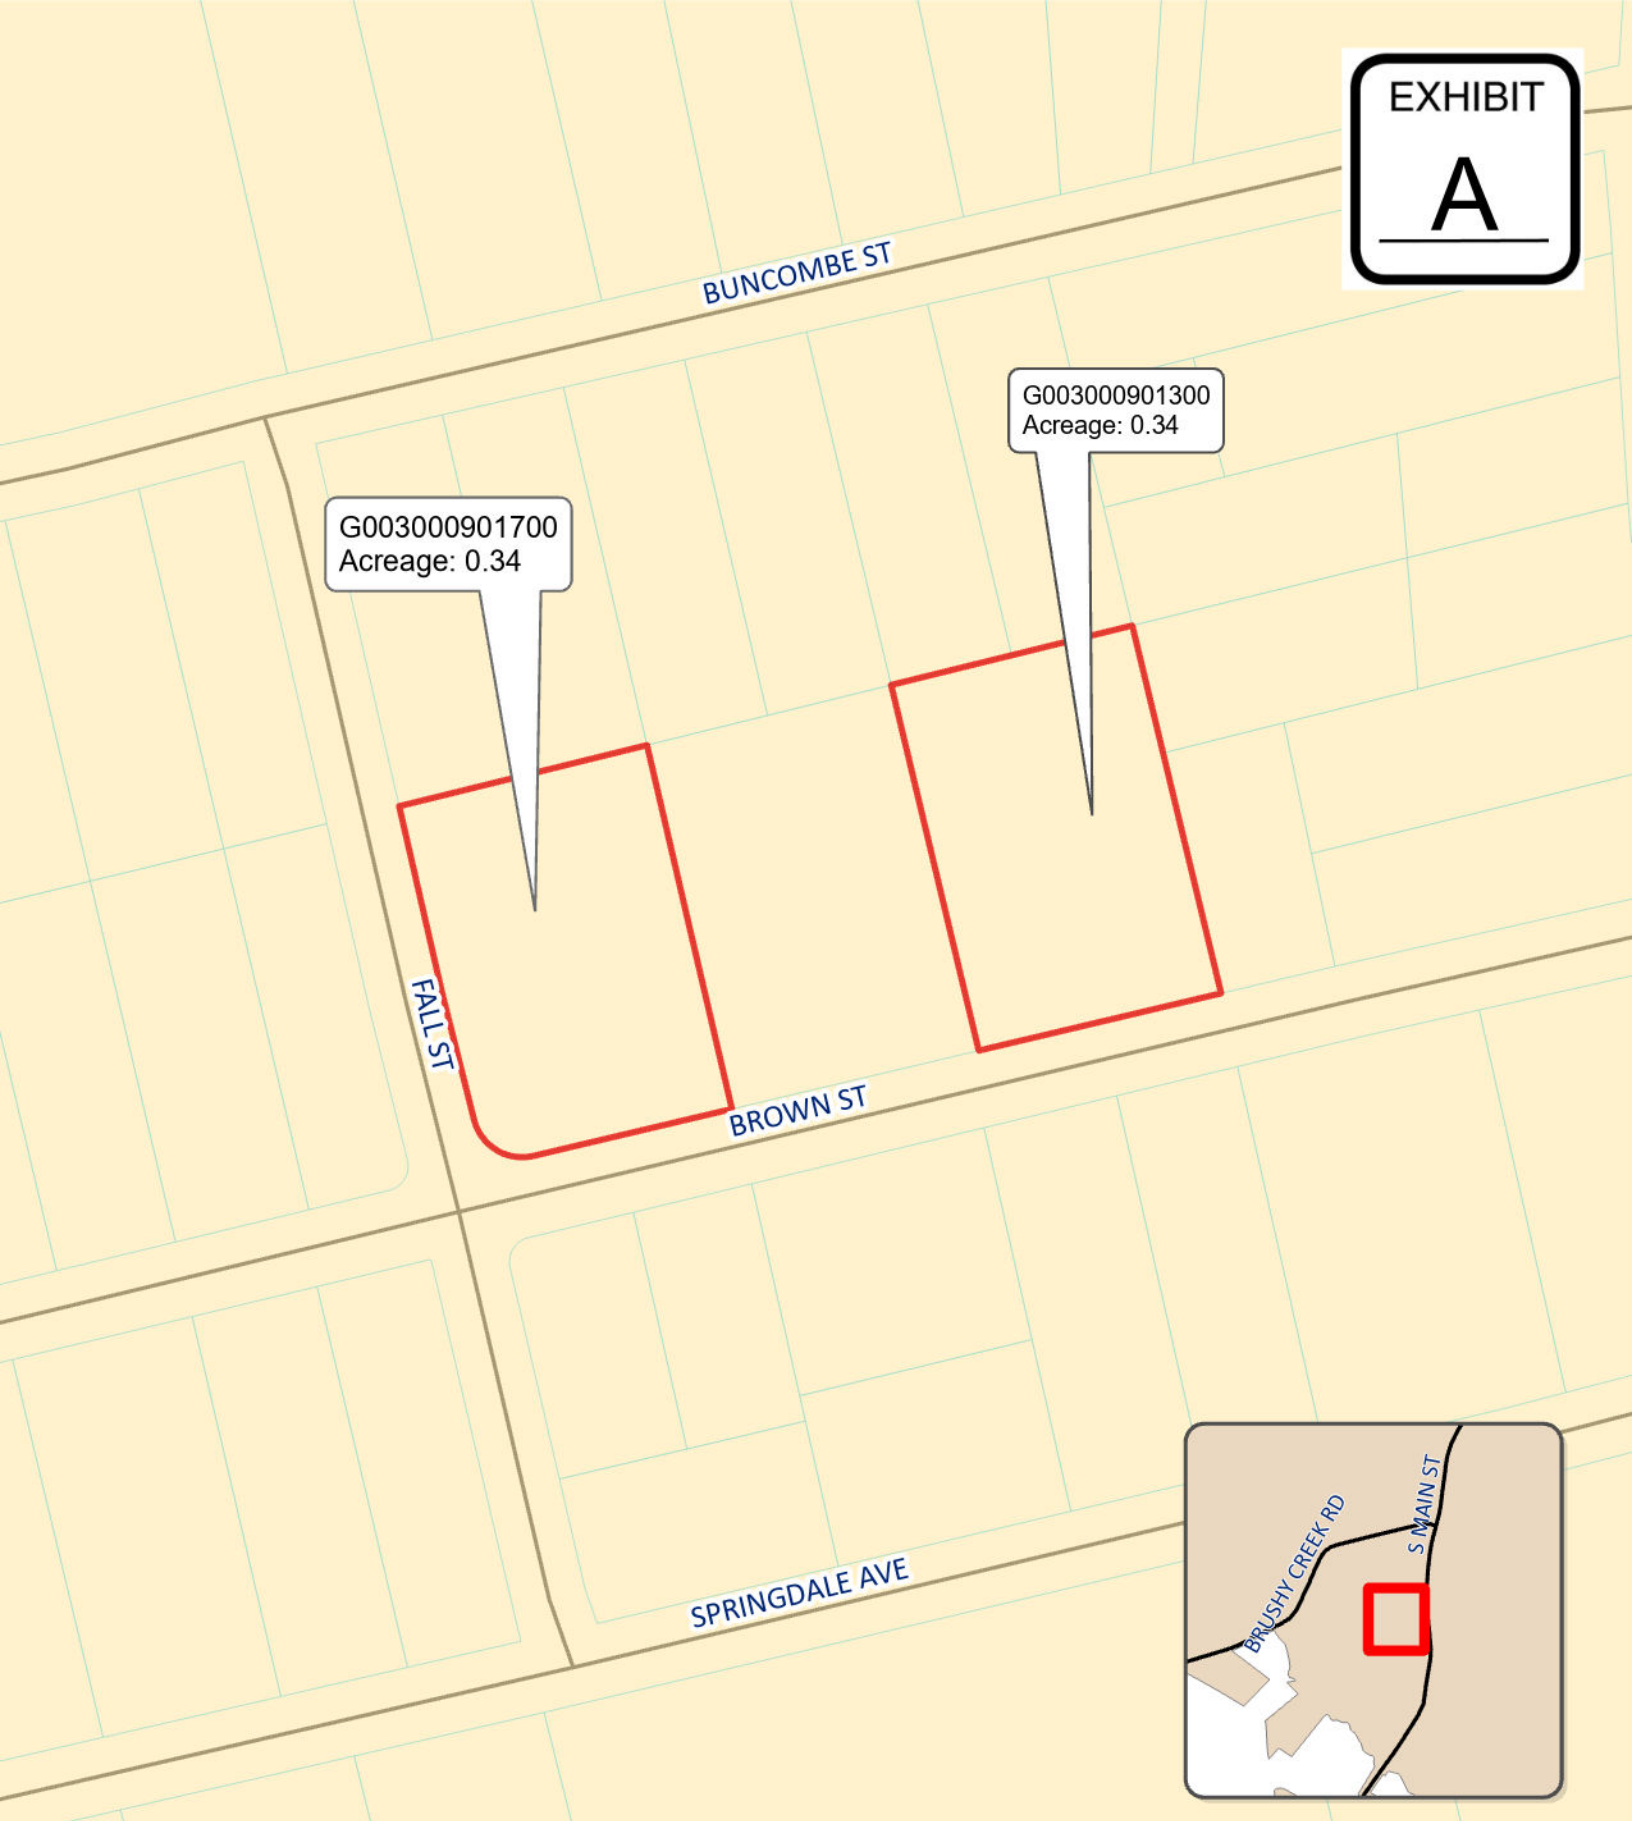 EXHIBIT
A
BUNCOMBE ST
G003000901300
Acreage: 0.34
G003000901700
Acreage: 0.34
FALL ST
BROWN ST
SPRINGDALE AVE
BRUSHY CREEK RD
S MAIN ST